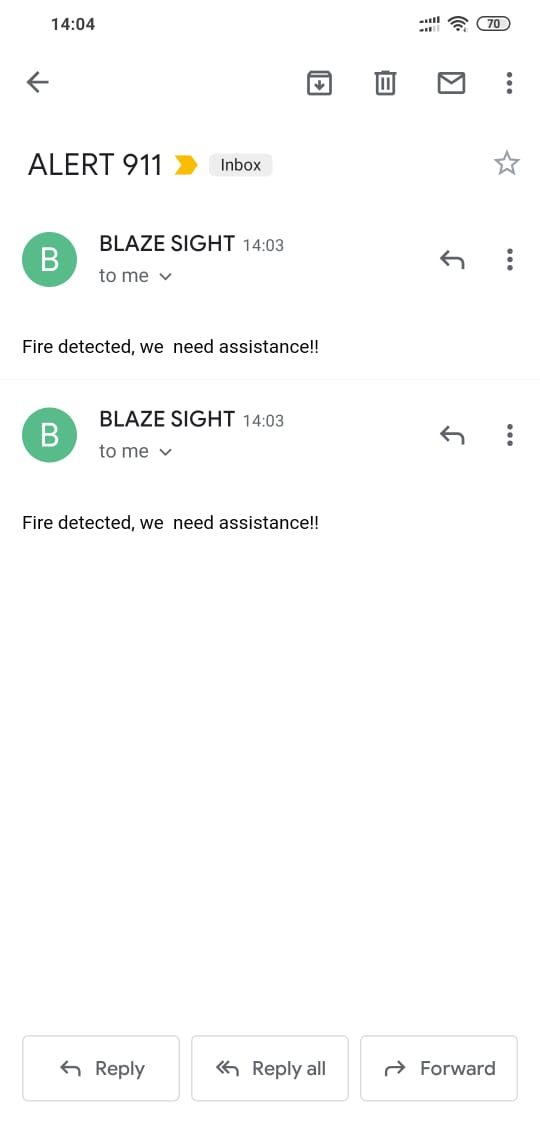 14:04 70
ALERT 911 Inbox
B BLAZE SIGHT 14:03
to me
Fire detected, we  need assistance!!
B BLAZE SIGHT 14:03
to me
Fire detected, we  need assistance!!
Reply Reply all Forward